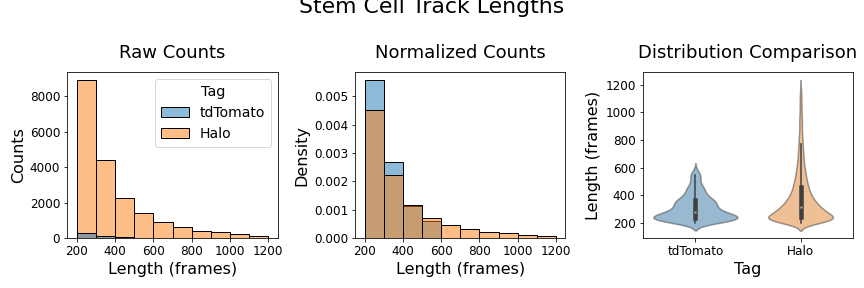 Stem Cell Track Lengths
Raw Counts
Counts
8000
6000
4000
2000
0
200 400 600 800 1000 1200
Length (frames)
Tag
tdTomato
Halo
Normalized Counts
Density
0.005
0.004
0.003
0.002
0.001
0.000
200 400 600 800 1000 1200
Length (frames)
Distribution Comparison
Length (frames)
1200
1000
800
600
400
200
tdTomato Halo
Tag